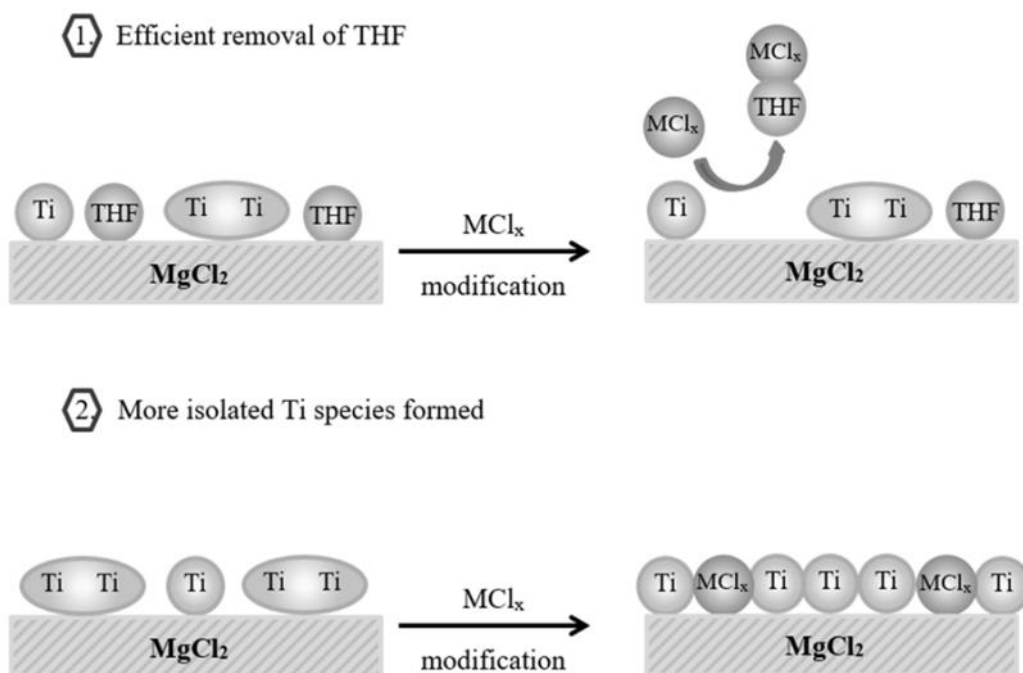 1. Efficient removal of THF
MClₓ
THF
MClₓ
Ti THF Ti Ti THF
MClₓ
modification
Ti Ti Ti THF
MgCl₂
MgCl₂
2. More isolated Ti species formed
Ti Ti Ti Ti Ti
MClₓ
modification
Ti MClₓ Ti Ti Ti MClₓ Ti
MgCl₂
MgCl₂